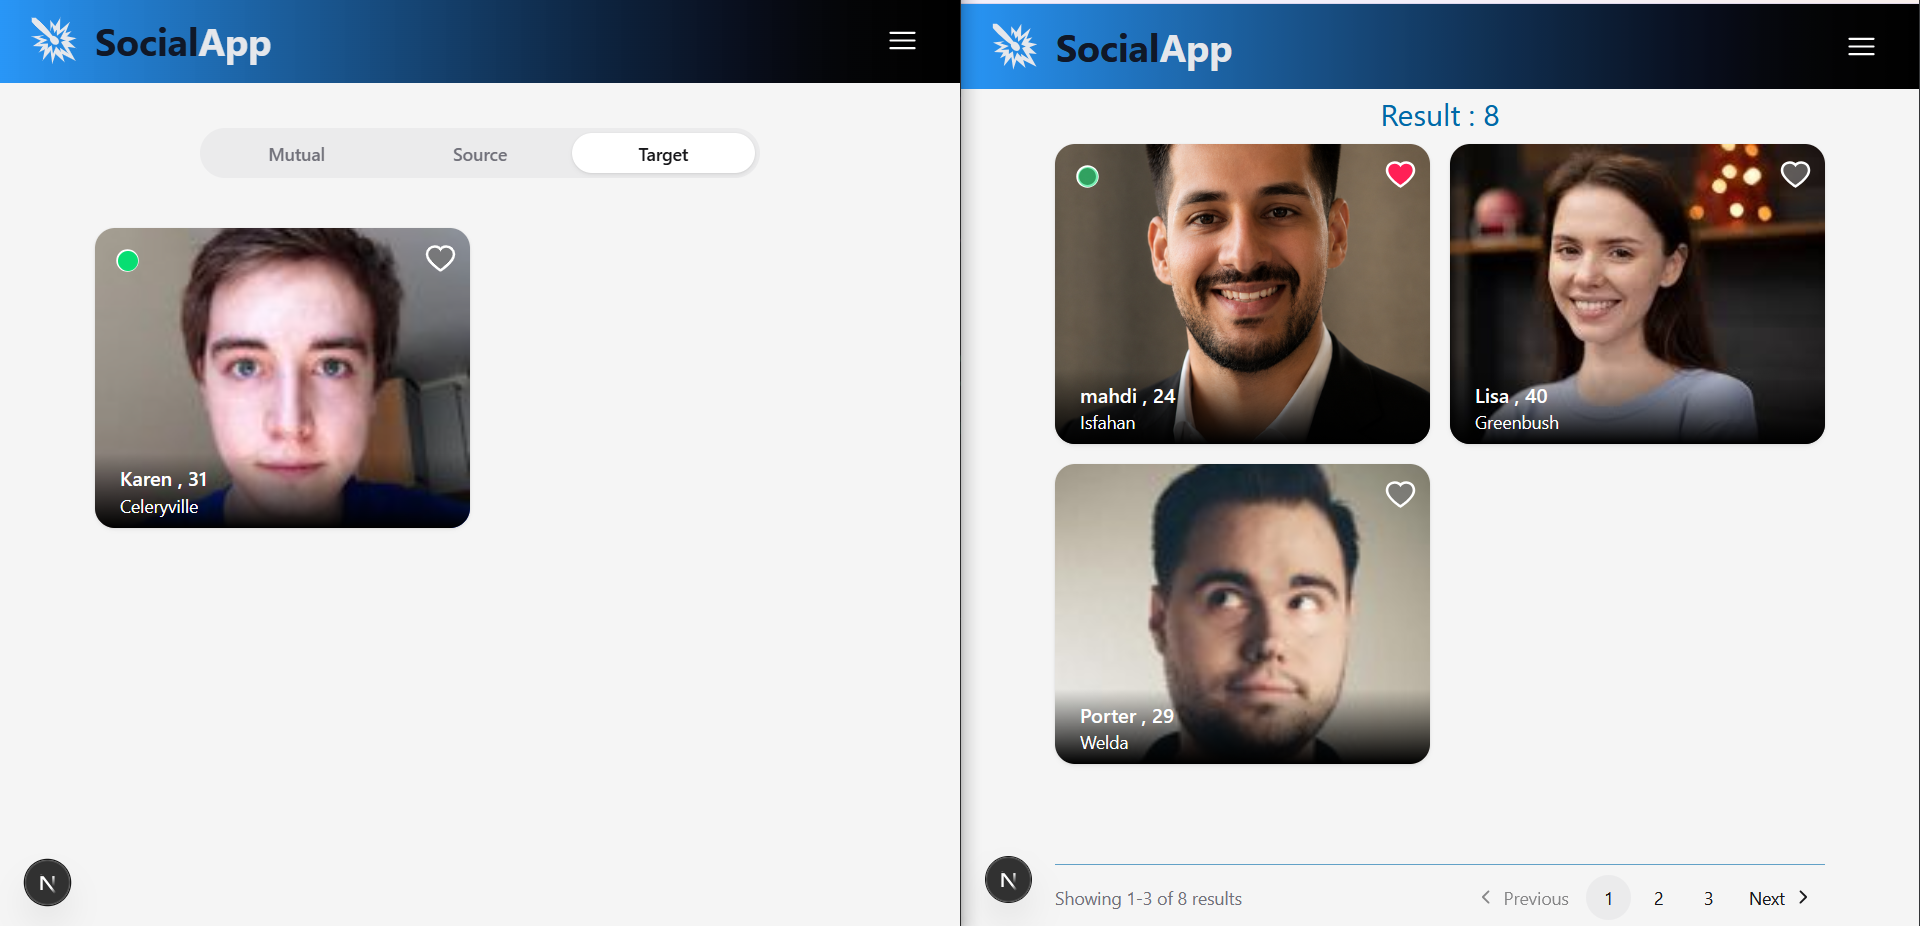 SocialApp
Mutual
Source
Target
Karen , 31
Celeryville
N
SocialApp
Result : 8
mahdi , 24
Isfahan
Lisa , 40
Greenbush
Porter , 29
Welda
N
Showing 1-3 of 8 results
Previous
1
2
3
Next